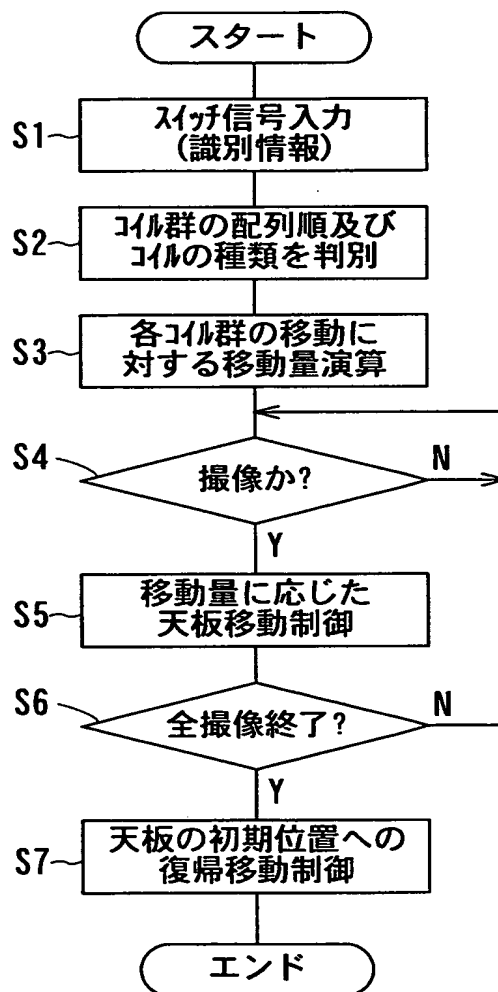 スタート
S1
ｽｲｯﾁ信号入力
(識別情報)
S2
ｺｲﾙ群の配列順及び
ｺｲﾙの種類を判別
S3
各ｺｲﾙ群の移動に
対する移動量演算
S4
撮像か?
N
Y
S5
移動量に応じた
天板移動制御
S6
全撮像終了?
N
Y
S7
天板の初期位置への
復帰移動制御
エンド